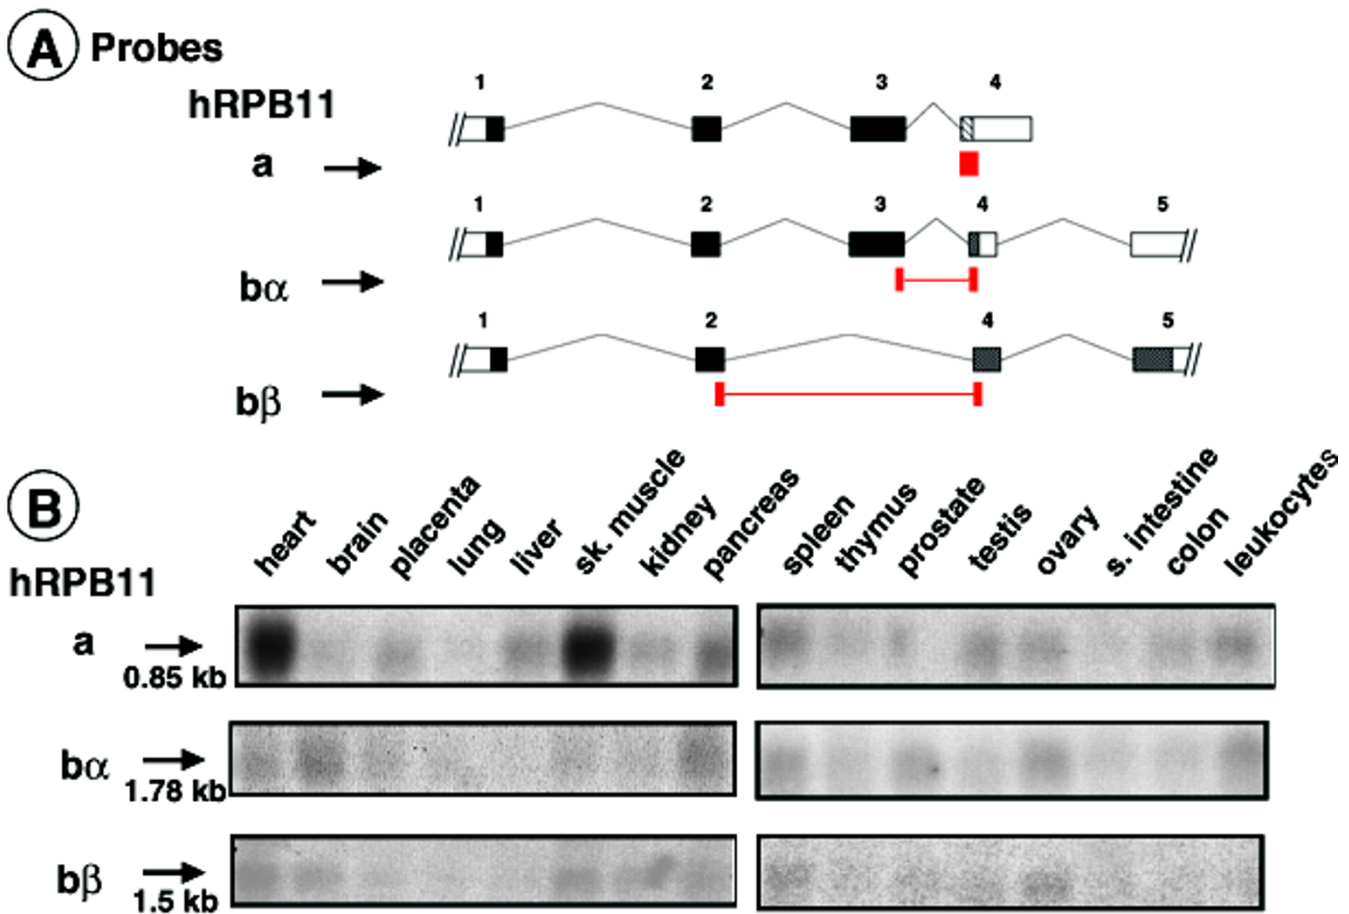 A Probes
hRPB11
1 2 3 4
a
1 2 3 4 5
bα
1 2 4 5
bβ
B
heart brain placenta lung liver sk. muscle kidney pancreas spleen thymus prostate testis ovary s. intestine colon leukocytes
hRPB11
a
0.85 kb
bα
1.78 kb
bβ
1.5 kb